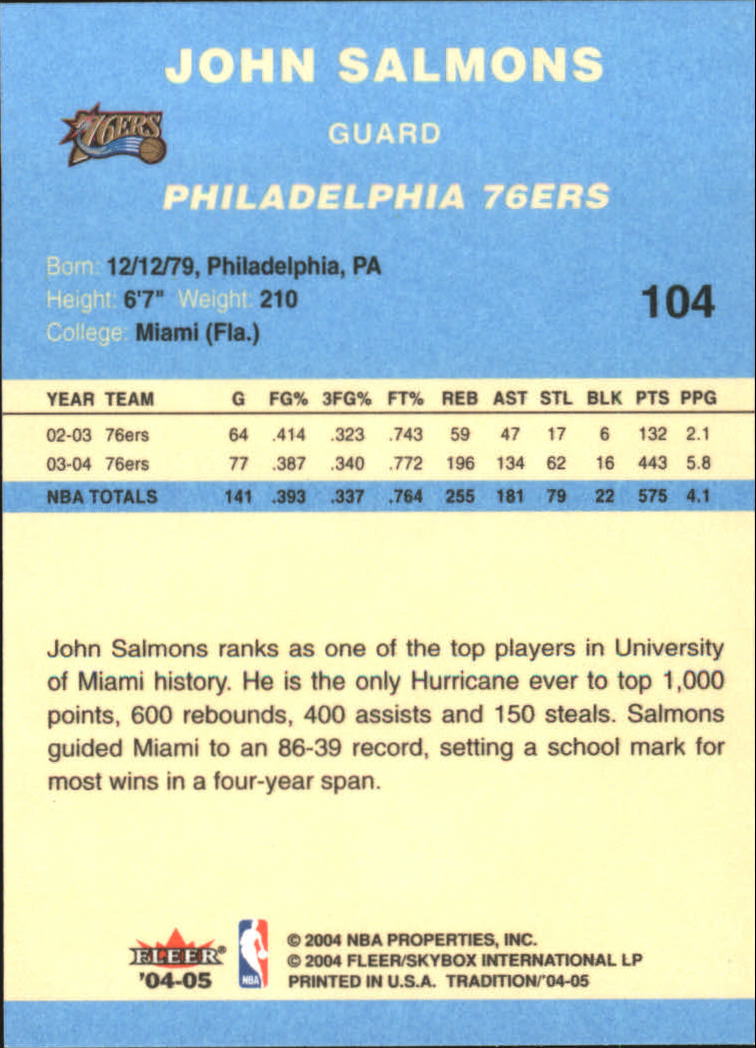 JOHN SALMONS
76ERS
GUARD
PHILADELPHIA 76ERS
Born: 12/12/79, Philadelphia, PA
Height: 6'7" Weight: 210
College: Miami (Fla.)
104
YEAR TEAM G FG% 3FG% FT% REB AST STL BLK PTS PPG
02-03 76ers 64 .414 .323 .743 59 47 17 6 132 2.1
03-04 76ers 77 .387 .340 .772 196 134 62 16 443 5.8
NBA TOTALS 141 .393 .337 .764 255 181 79 22 575 4.1
John Salmons ranks as one of the top players in University
of Miami history. He is the only Hurricane ever to top 1,000
points, 600 rebounds, 400 assists and 150 steals. Salmons
guided Miami to an 86-39 record, setting a school mark for
most wins in a four-year span.
FLEER®
'04-05
NBA
© 2004 NBA PROPERTIES, INC.
© 2004 FLEER/SKYBOX INTERNATIONAL LP
PRINTED IN U.S.A. TRADITION/'04-05